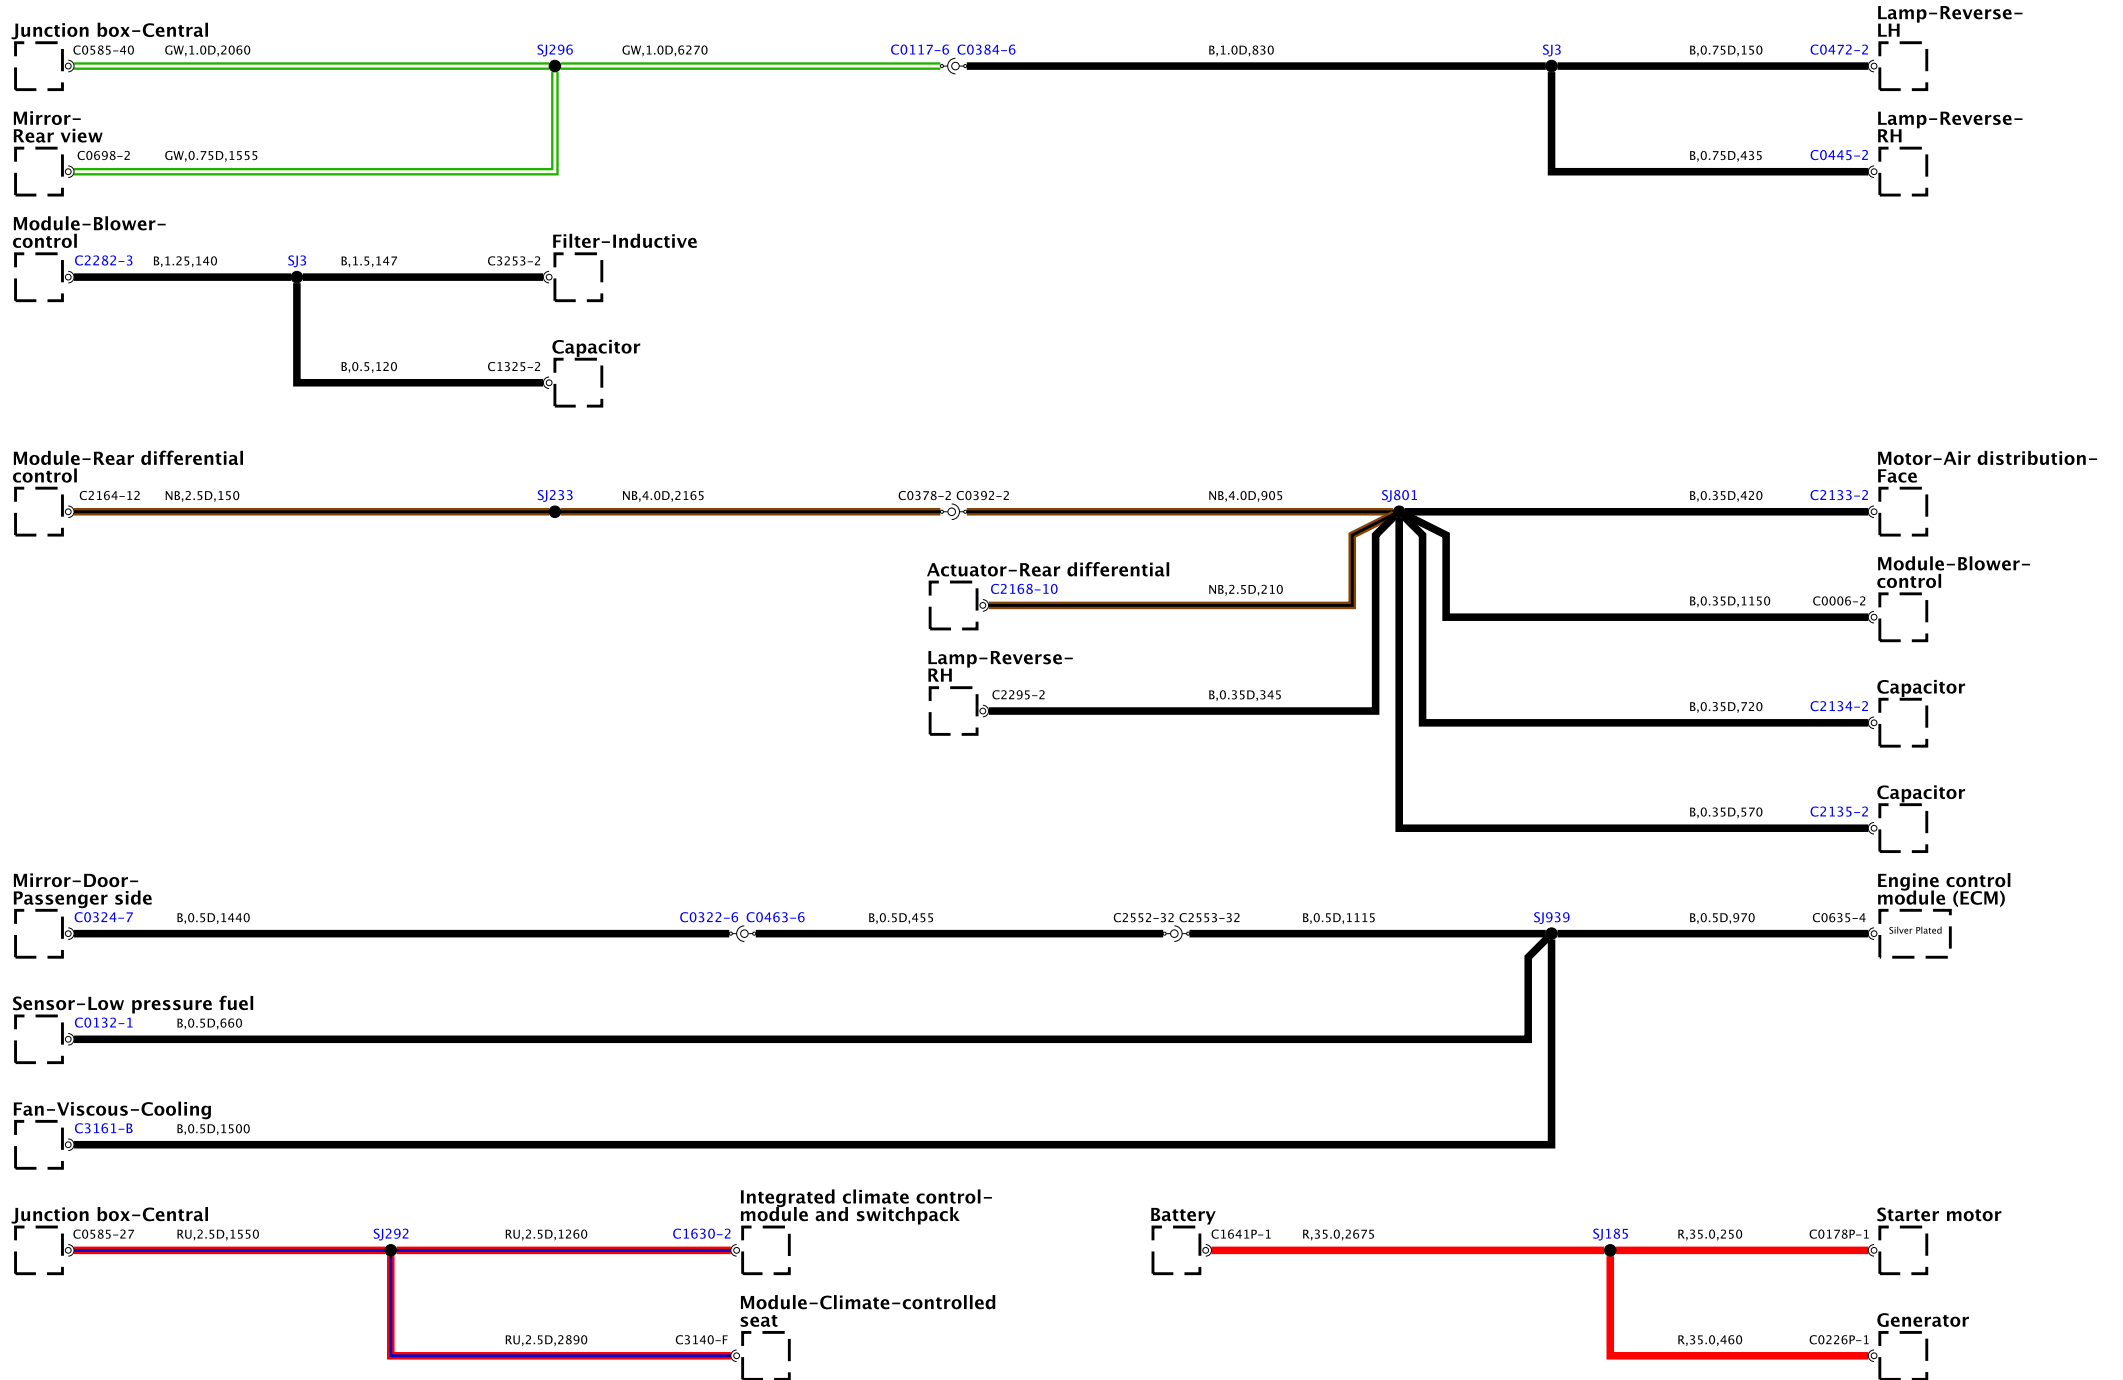 Junction box-Central
C0585-40 GW,1.0D,2060 SJ296 GW,1.0D,6270 C0117-6 C0384-6 B,1.0D,830 SJ3 B,0.75D,150 C0472-2
Lamp-Reverse-
LH
Mirror-
Rear view
C0698-2 GW,0.75D,1555
Lamp-Reverse-
RH
B,0.75D,435 C0445-2
Module-Blower-
control
C2282-3 B,1.25,140 SJ3 B,1.5,147 C3253-2
Filter-Inductive
Capacitor
B,0.5,120 C1325-2
Module-Rear differential
control
C2164-12 NB,2.5D,150 SJ233 NB,4.0D,2165 C0378-2 C0392-2 NB,4.0D,905 SJ801 B,0.35D,420 C2133-2
Motor-Air distribution-
Face
Actuator-Rear differential
C2168-10 NB,2.5D,210
Module-Blower-
control
B,0.35D,1150 C0006-2
Lamp-Reverse-
RH
C2295-2 B,0.35D,345
Capacitor
B,0.35D,720 C2134-2
Capacitor
B,0.35D,570 C2135-2
Mirror-Door-
Passenger side
C0324-7 B,0.5D,1440 C0322-6 C0463-6 B,0.5D,455 C2552-32 C2553-32 B,0.5D,1115 SJ939 B,0.5D,970 C0635-4
Engine control
module (ECM)
Silver Plated
Sensor-Low pressure fuel
C0132-1 B,0.5D,660
Fan-Viscous-Cooling
C3161-B B,0.5D,1500
Junction box-Central
C0585-27 RU,2.5D,1550 SJ292 RU,2.5D,1260 C1630-2
Integrated climate control-
module and switchpack
Module-Climate-controlled
seat
RU,2.5D,2890 C3140-F
Battery
C1641P-1 R,35.0,2675 SJ185 R,35.0,250 C0178P-1
Starter motor
Generator
R,35.0,460 C0226P-1